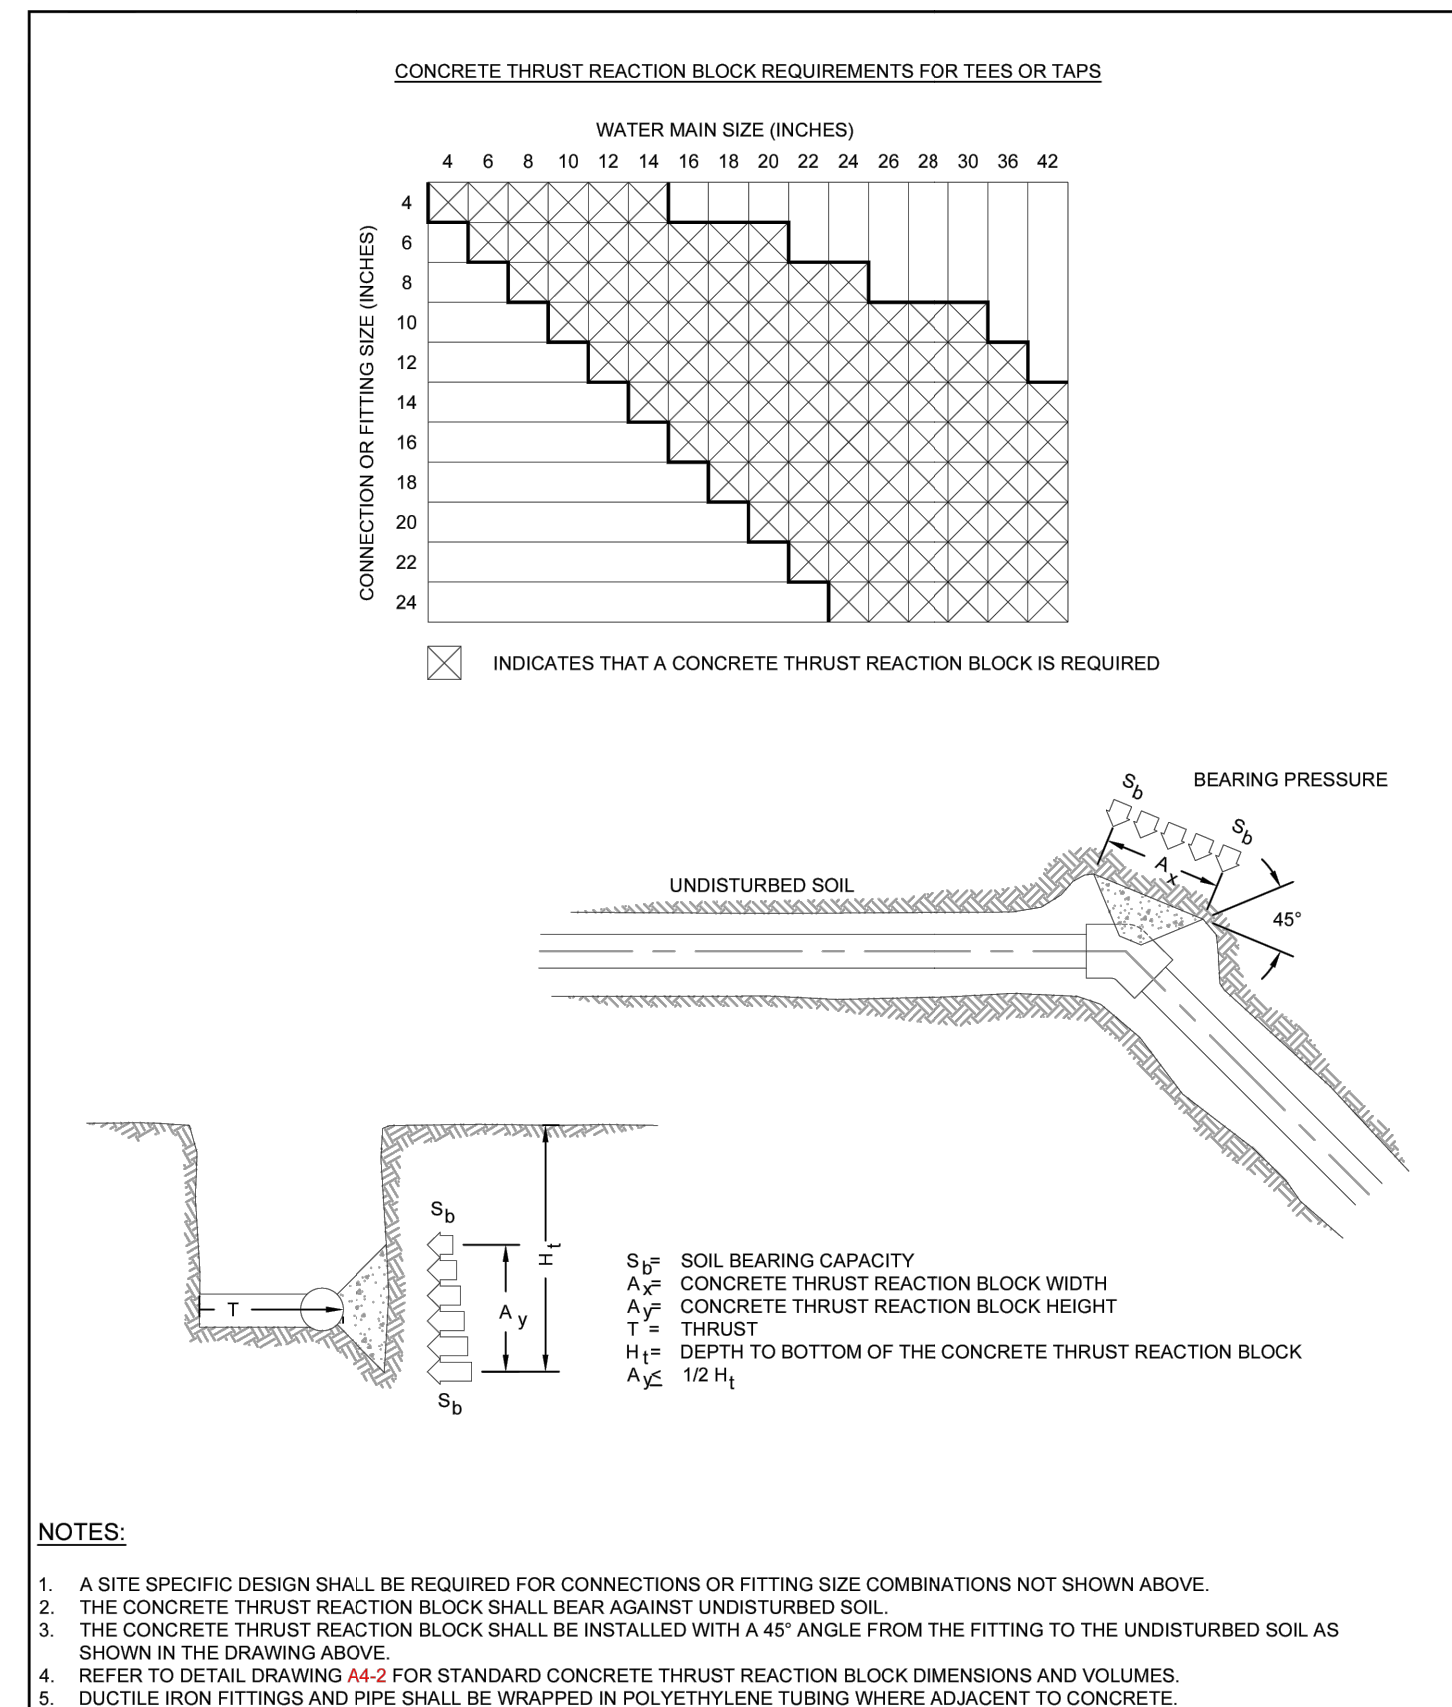 CONCRETE THRUST REACTION BLOCK REQUIREMENTS FOR TEES OR TAPS
WATER MAIN SIZE (INCHES)
4 6 8 10 12 14 16 18 20 22 24 26 28 30 36 42
CONNECTION OR FITTING SIZE (INCHES)
4
6
8
10
12
14
16
18
20
22
24
INDICATES THAT A CONCRETE THRUST REACTION BLOCK IS REQUIRED
BEARING PRESSURE
Sb
Sb
Ax
45°
UNDISTURBED SOIL
Sb
Ht
Ay
T
Sb
Sb= SOIL BEARING CAPACITY
Ax= CONCRETE THRUST REACTION BLOCK WIDTH
Ay= CONCRETE THRUST REACTION BLOCK HEIGHT
T = THRUST
Ht= DEPTH TO BOTTOM OF THE CONCRETE THRUST REACTION BLOCK
Ay≤ 1/2 Ht
NOTES:
1. A SITE SPECIFIC DESIGN SHALL BE REQUIRED FOR CONNECTIONS OR FITTING SIZE COMBINATIONS NOT SHOWN ABOVE.
2. THE CONCRETE THRUST REACTION BLOCK SHALL BEAR AGAINST UNDISTURBED SOIL.
3. THE CONCRETE THRUST REACTION BLOCK SHALL BE INSTALLED WITH A 45° ANGLE FROM THE FITTING TO THE UNDISTURBED SOIL AS
SHOWN IN THE DRAWING ABOVE.
4. REFER TO DETAIL DRAWING A4-2 FOR STANDARD CONCRETE THRUST REACTION BLOCK DIMENSIONS AND VOLUMES.
5. DUCTILE IRON FITTINGS AND PIPE SHALL BE WRAPPED IN POLYETHYLENE TUBING WHERE ADJACENT TO CONCRETE.